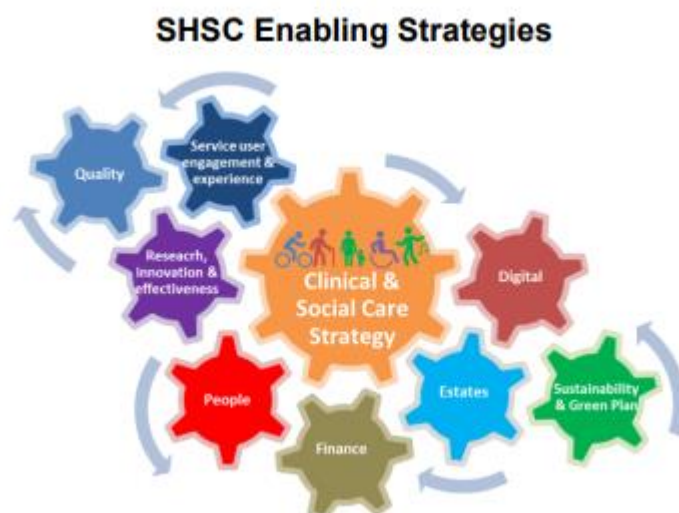 SHSC Enabling Strategies
Quality
Service user
engagement &
experience
Reseacrh,
innovation &
effectiveness
Clinical &
Social Care
Strategy
Digital
People
Finance
Estates
Sustainability
& Green Plan